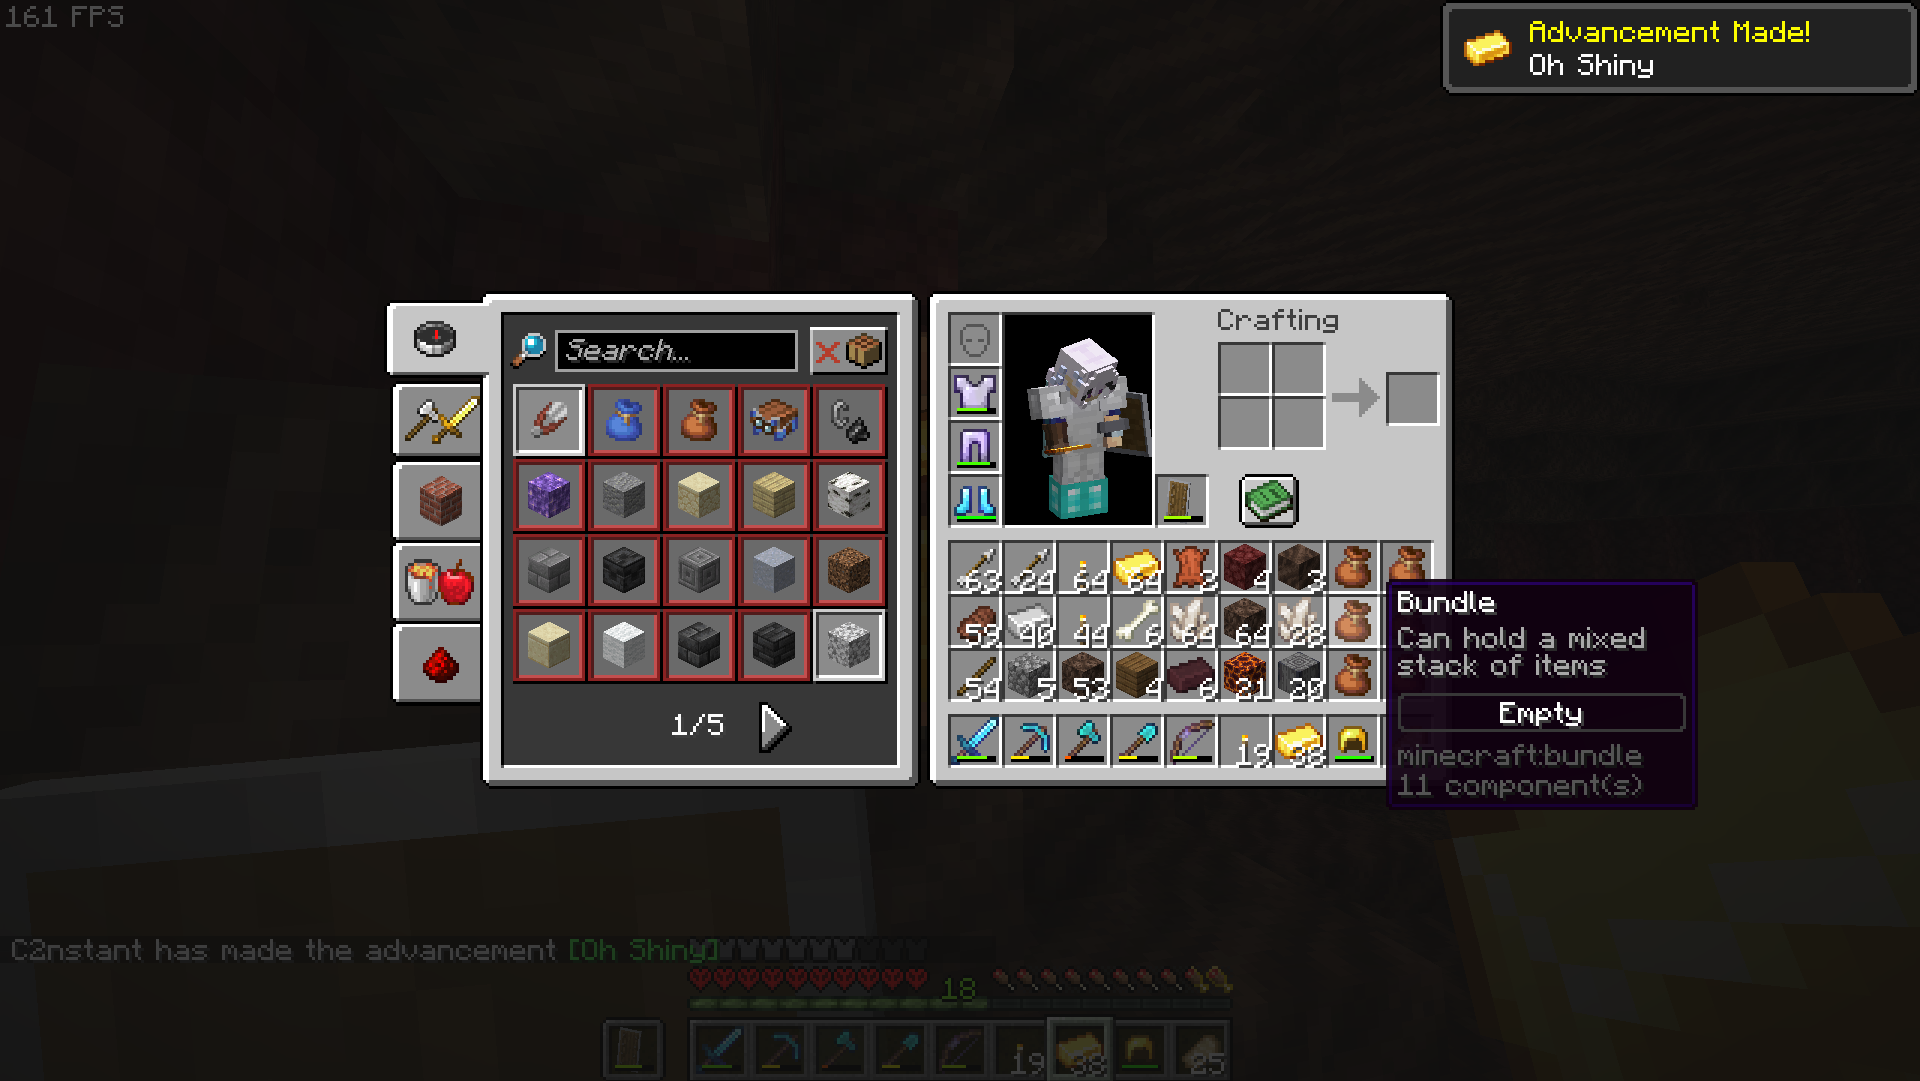 161 FPS
Advancement Made!
Oh Shiny
Crafting
Search...
63 24 64 64 2 4 3
59 40 44 6 64 64 28
54 5 53 4 6 21 20
19 38
1/5
Bundle
Can hold a mixed
stack of items
Empty
minecraft:bundle
11 component(s)
C2nstant has made the advancement [Oh Shiny]
18
19 38 25